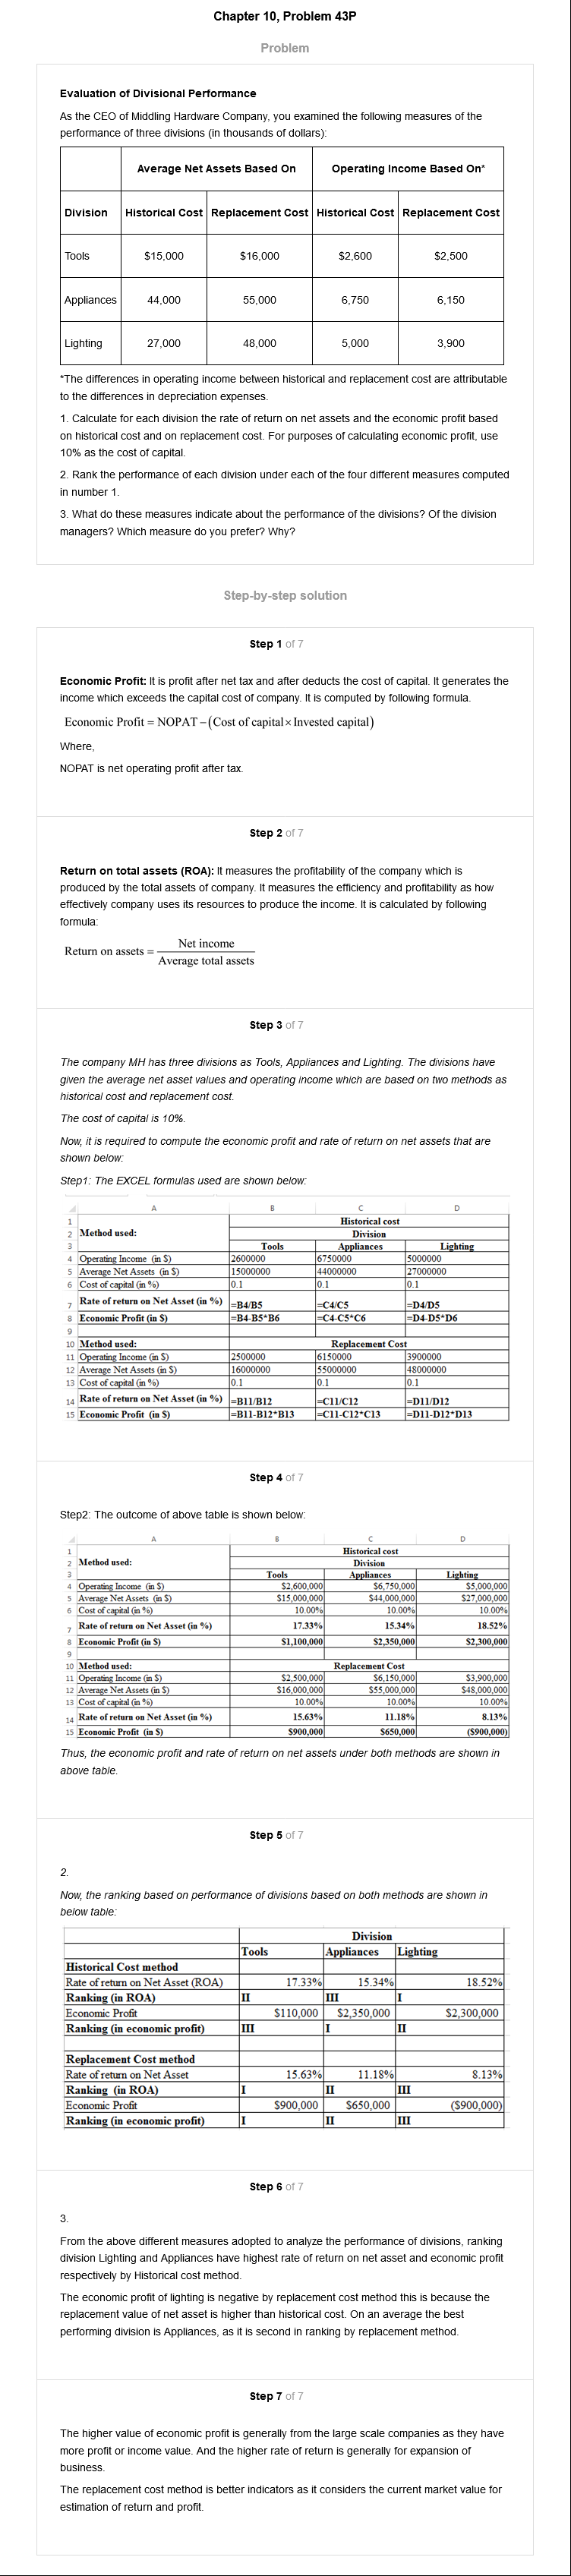 Chapter 10, Problem 43P
Problem
Evaluation of Divisional Performance
As the CEO of Middling Hardware Company, you examined the following measures of the
performance of three divisions (in thousands of dollars):
Average Net Assets Based On Operating Income Based On*
Division Historical Cost Replacement Cost Historical Cost Replacement Cost
Tools $15,000 $16,000 $2,600 $2,500
Appliances 44,000 55,000 6,750 6,150
Lighting 27,000 48,000 5,000 3,900
*The differences in operating income between historical and replacement cost are attributable
to the differences in depreciation expenses.
1. Calculate for each division the rate of return on net assets and the economic profit based
on historical cost and on replacement cost. For purposes of calculating economic profit, use
10% as the cost of capital.
2. Rank the performance of each division under each of the four different measures computed
in number 1.
3. What do these measures indicate about the performance of the divisions? Of the division
managers? Which measure do you prefer? Why?
Step-by-step solution
Step 1 of 7
Economic Profit: It is profit after net tax and after deducts the cost of capital. It generates the
income which exceeds the capital cost of company. It is computed by following formula.
Economic Profit = NOPAT − (Cost of capital × Invested capital)
Where,
NOPAT is net operating profit after tax.
Step 2 of 7
Return on total assets (ROA): It measures the profitability of the company which is
produced by the total assets of company. It measures the efficiency and profitability as how
effectively company uses its resources to produce the income. It is calculated by following
formula:
Net income
Return on assets =
Average total assets
Step 3 of 7
The company MH has three divisions as Tools, Appliances and Lighting. The divisions have
given the average net asset values and operating income which are based on two methods as
historical cost and replacement cost.
The cost of capital is 10%.
Now, it is required to compute the economic profit and rate of return on net assets that are
shown below:
Step1: The EXCEL formulas used are shown below:
A B C D
1 Historical cost
2 Method used: Division
3 Tools Appliances Lighting
4 Operating Income (in $) 2600000 6750000 5000000
5 Average Net Assets (in $) 15000000 44000000 27000000
6 Cost of capital (in %) 0.1 0.1 0.1
7 Rate of return on Net Asset (in %) =B4/B5 =C4/C5 =D4/D5
8 Economic Profit (in $) =B4-B5*B6 =C4-C5*C6 =D4-D5*D6
9
10 Method used: Replacement Cost
11 Operating Income (in $) 2500000 6150000 3900000
12 Average Net Assets (in $) 16000000 55000000 48000000
13 Cost of capital (in %) 0.1 0.1 0.1
14 Rate of return on Net Asset (in %) =B11/B12 =C11/C12 =D11/D12
15 Economic Profit (in $) =B11-B12*B13 =C11-C12*C13 =D11-D12*D13
Step 4 of 7
Step2: The outcome of above table is shown below:
A B C D
1 Historical cost
2 Method used: Division
3 Tools Appliances Lighting
4 Operating Income (in $) $2,600,000 $6,750,000 $5,000,000
5 Average Net Assets (in $) $15,000,000 $44,000,000 $27,000,000
6 Cost of capital (in %) 10.00% 10.00% 10.00%
7 Rate of return on Net Asset (in %) 17.33% 15.34% 18.52%
8 Economic Profit (in $) $1,100,000 $2,350,000 $2,300,000
9
10 Method used: Replacement Cost
11 Operating Income (in $) $2,500,000 $6,150,000 $3,900,000
12 Average Net Assets (in $) $16,000,000 $55,000,000 $48,000,000
13 Cost of capital (in %) 10.00% 10.00% 10.00%
14 Rate of return on Net Asset (in %) 15.63% 11.18% 8.13%
15 Economic Profit (in $) $900,000 $650,000 ($900,000)
Thus, the economic profit and rate of return on net assets under both methods are shown in
above table.
Step 5 of 7
2.
Now, the ranking based on performance of divisions based on both methods are shown in
below table:
Division
Tools Appliances Lighting
Historical Cost method
Rate of return on Net Asset (ROA) 17.33% 15.34% 18.52%
Ranking (in ROA) II III I
Economic Profit $110,000 $2,350,000 $2,300,000
Ranking (in economic profit) III I II
Replacement Cost method
Rate of return on Net Asset 15.63% 11.18% 8.13%
Ranking (in ROA) I II III
Economic Profit $900,000 $650,000 ($900,000)
Ranking (in economic profit) I II III
Step 6 of 7
3.
From the above different measures adopted to analyze the performance of divisions, ranking
division Lighting and Appliances have highest rate of return on net asset and economic profit
respectively by Historical cost method.
The economic profit of lighting is negative by replacement cost method this is because the
replacement value of net asset is higher than historical cost. On an average the best
performing division is Appliances, as it is second in ranking by replacement method.
Step 7 of 7
The higher value of economic profit is generally from the large scale companies as they have
more profit or income value. And the higher rate of return is generally for expansion of
business.
The replacement cost method is better indicators as it considers the current market value for
estimation of return and profit.